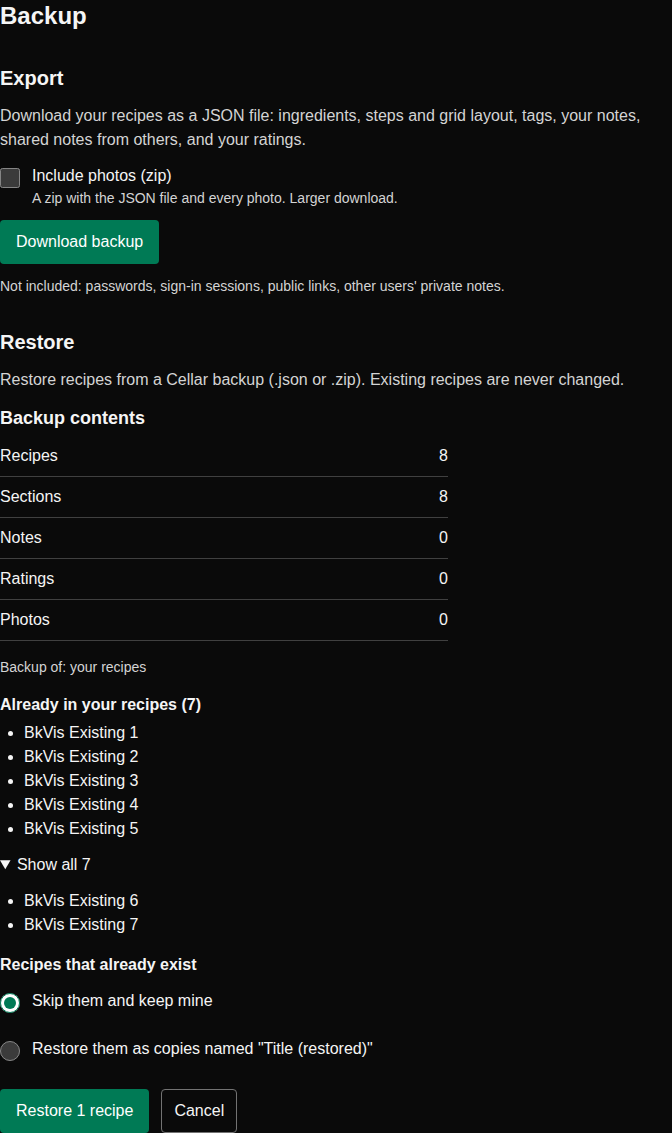 Backup
Export
Download your recipes as a JSON file: ingredients, steps and grid layout, tags, your notes,
shared notes from others, and your ratings.
Include photos (zip)
A zip with the JSON file and every photo. Larger download.
Download backup
Not included: passwords, sign-in sessions, public links, other users' private notes.
Restore
Restore recipes from a Cellar backup (.json or .zip). Existing recipes are never changed.
Backup contents
Recipes 8
Sections 8
Notes 0
Ratings 0
Photos 0
Backup of: your recipes
Already in your recipes (7)
BkVis Existing 1
BkVis Existing 2
BkVis Existing 3
BkVis Existing 4
BkVis Existing 5
Show all 7
BkVis Existing 6
BkVis Existing 7
Recipes that already exist
Skip them and keep mine
Restore them as copies named "Title (restored)"
Restore 1 recipe Cancel